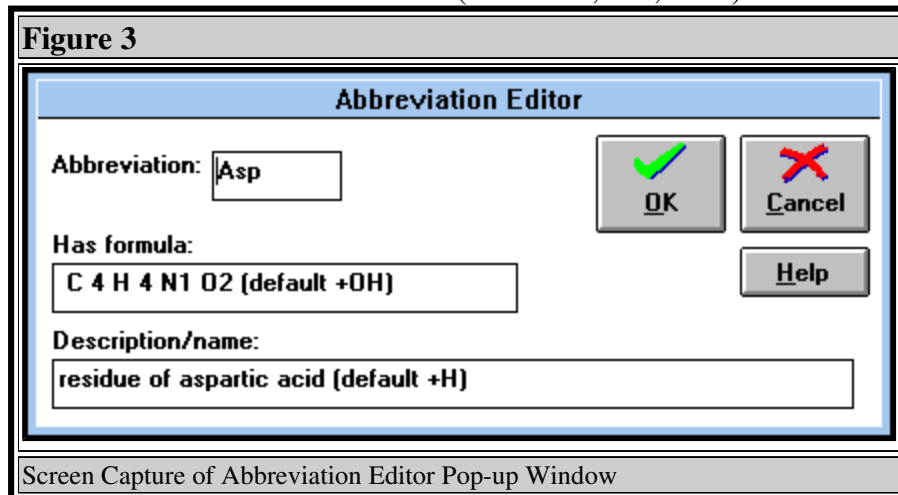 Figure 3
Abbreviation Editor
Abbreviation: Asp
OK
Cancel
Has formula:
C 4 H 4 N1 O2 (default +OH)
Help
Description/name:
residue of aspartic acid (default +H)
Screen Capture of Abbreviation Editor Pop-up Window